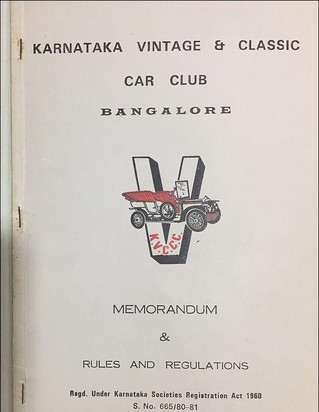 KARNATAKA VINTAGE & CLASSIC
CAR CLUB
BANGALORE
K.V.C.C.C.
MEMORANDUM
&
RULES AND REGULATIONS
Regd. Under Karnataka Societies Registration Act 1960
S. No. 665/80-81